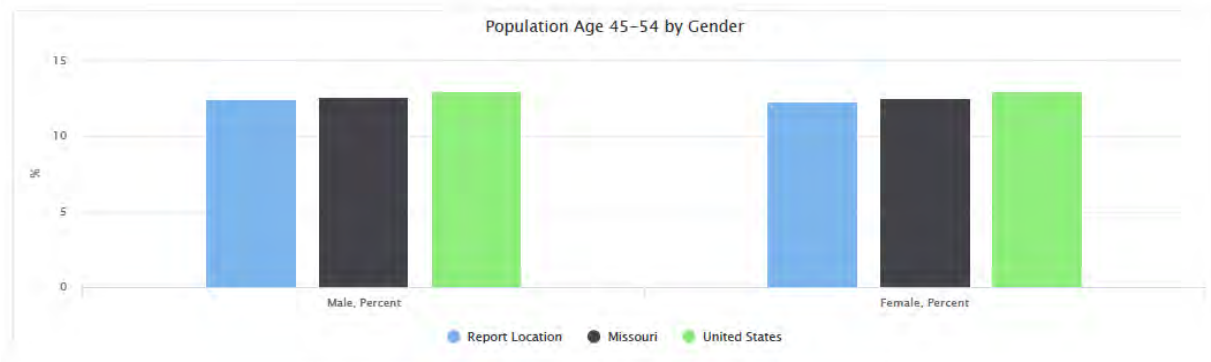 Population Age 45-54 by Gender
15
10
5
0
%
Male, Percent
Female, Percent
Report Location
Missouri
United States